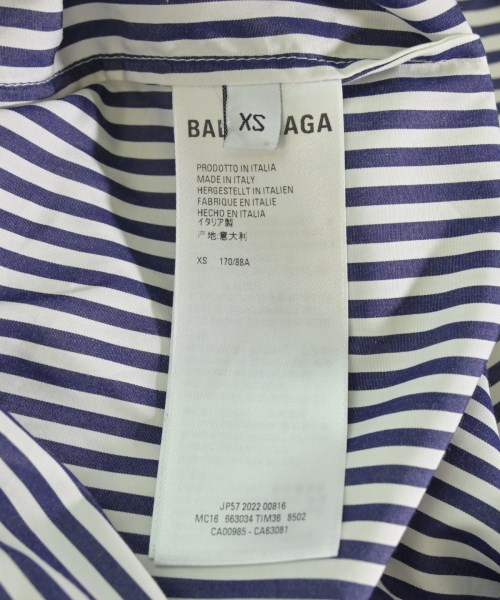 XS
BAL AGA
PRODOTTO IN ITALIA
MADE IN ITALY
HERGESTELLT IN ITALIEN
FABRIQUE EN ITALIE
HECHO EN ITALIA
イタリア製
产地:意大利
XS 170/88A
JP57 2022 00816
MC16 663034 TIM36 8502
CA00985 - CA63081